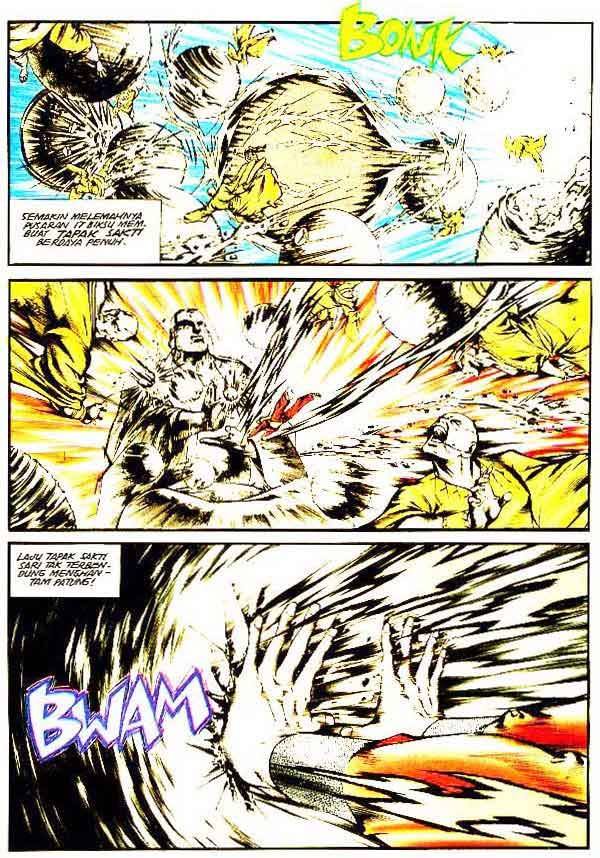 BONK
SEMAKIN MELEMAHNYA
PUSARAN 17 BIKSU MEM-
BUAT TAPAK SAKTI
BERDAYA PENUH.
LAJU TAPAK SAKTI
SARI TAK TERBEN-
DUNG MENGHAN-
TAM PATUNG!
BWAM